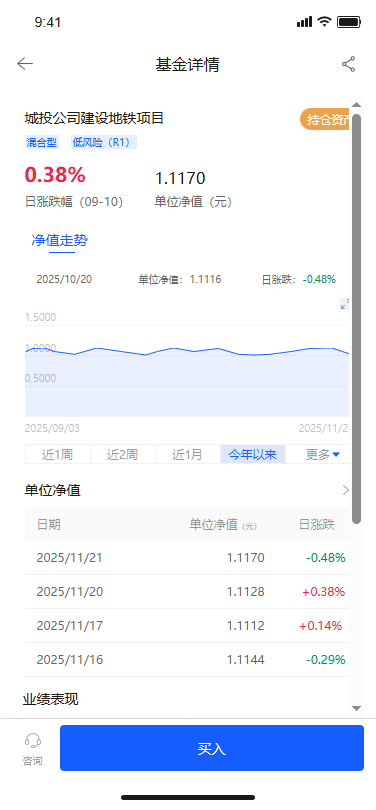 9:41
基金详情
城投公司建设地铁项目
持仓资产
混合型 低风险（R1）
0.38% 1.1170
日涨跌幅（09-10） 单位净值（元）
净值走势
2025/10/20 单位净值：1.1116 日涨跌：-0.48%
1.5000
1.0000
0.5000
2025/09/03 2025/11/2
近1周 近2周 近1月 今年以来 更多
单位净值
日期 单位净值（元） 日涨跌
2025/11/21 1.1170 -0.48%
2025/11/20 1.1128 +0.38%
2025/11/17 1.1112 +0.14%
2025/11/16 1.1144 -0.29%
业绩表现
咨询 买入